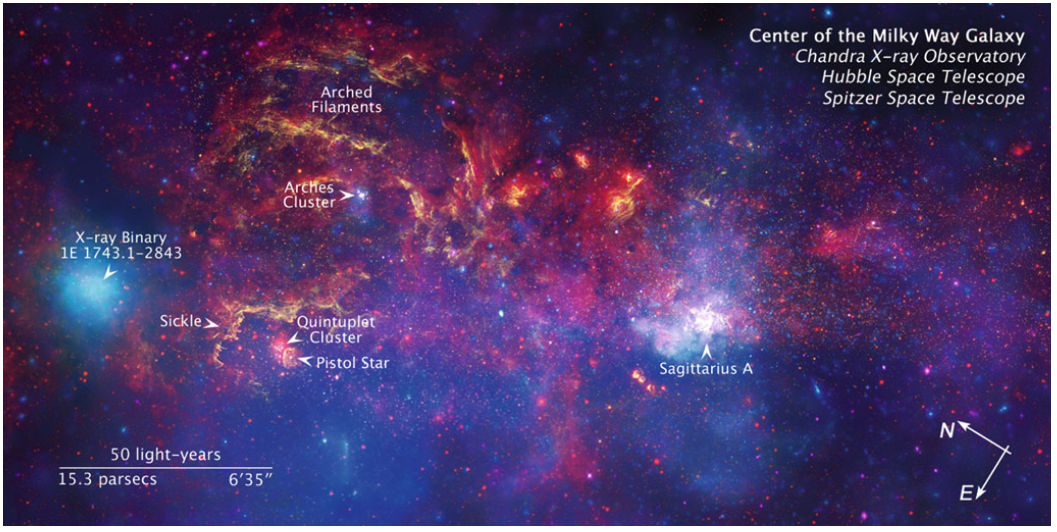 Center of the Milky Way Galaxy
Chandra X-ray Observatory
Hubble Space Telescope
Spitzer Space Telescope
Arched
Filaments
Arches
Cluster
X-ray Binary
1E 1743.1-2843
Sickle
Quintuplet
Cluster
Pistol Star
Sagittarius A
50 light-years
15.3 parsecs 6'35"
N
E